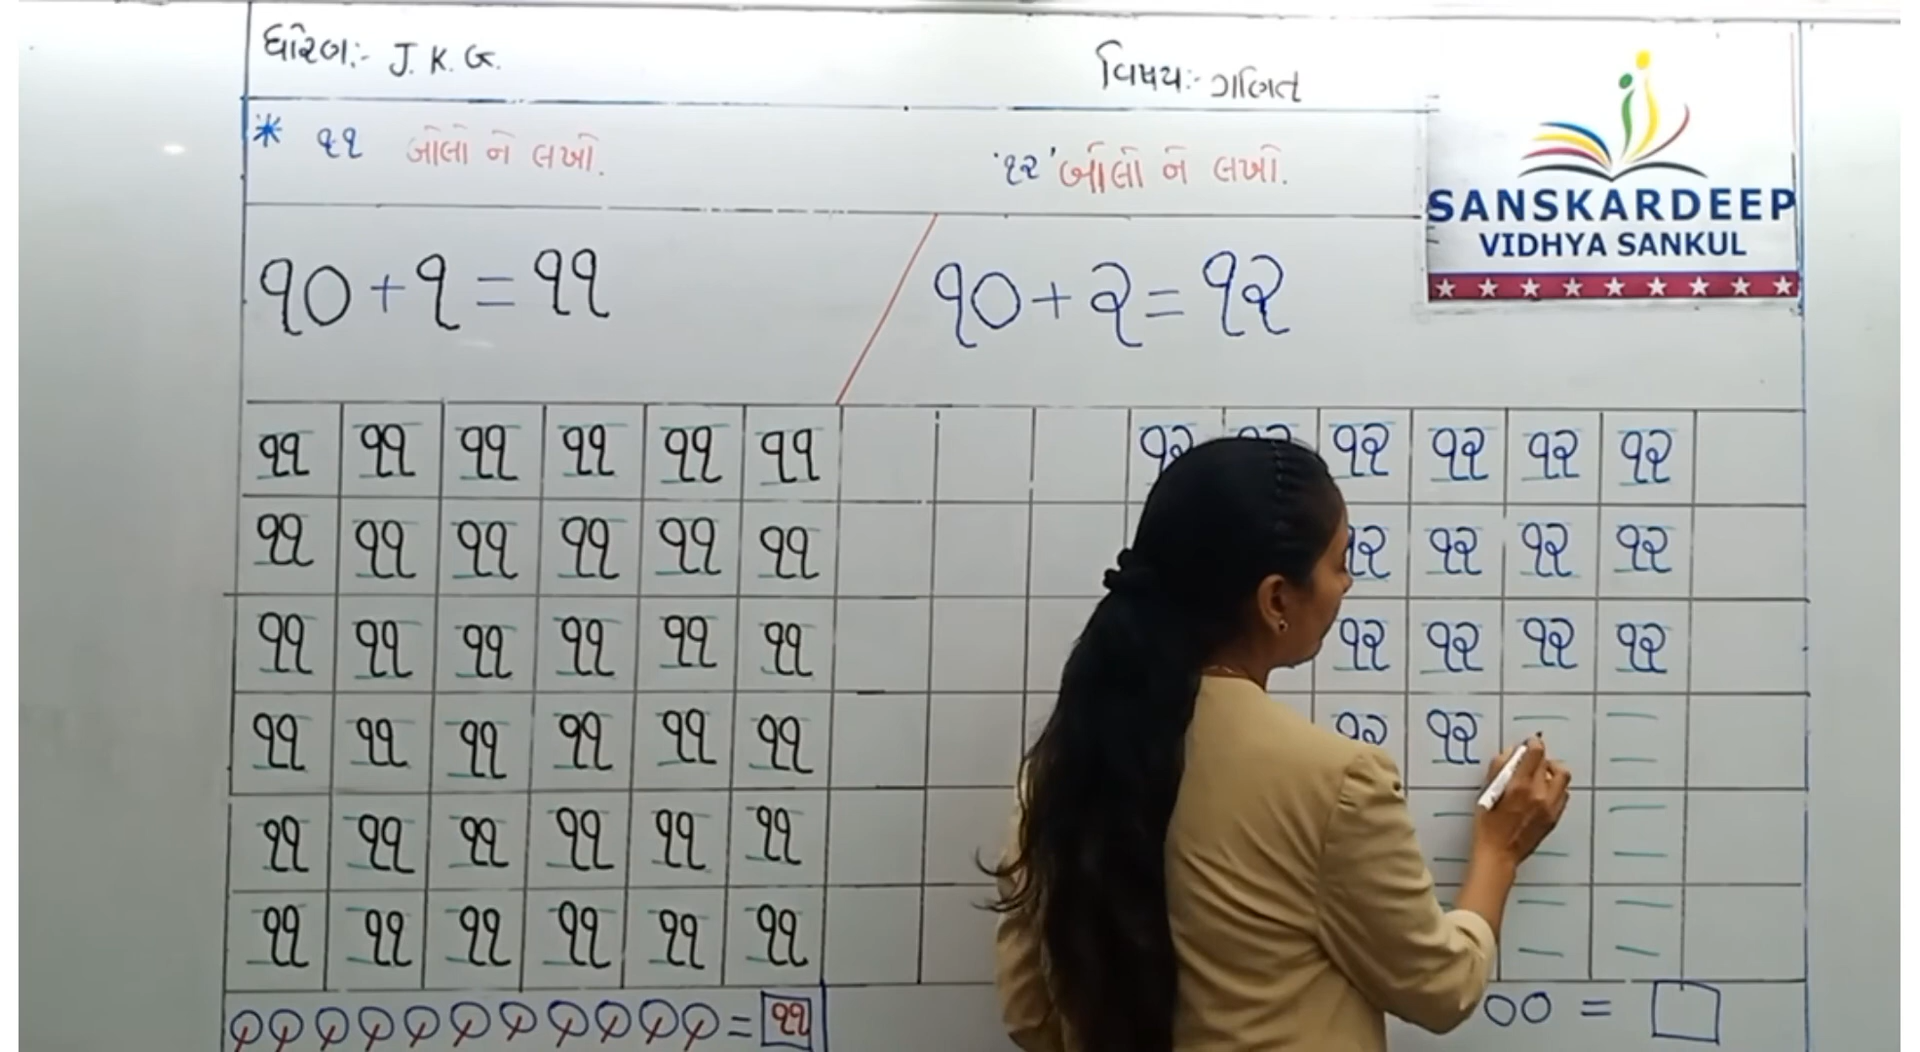 ધોરણ:- J. K. G.
વિષય:- ગણિત
* ૧૧ બોલો ને લખો.
'૧૨' બોલો ને લખો.
SANSKARDEEP
VIDHYA SANKUL
૧૦ + ૧ = ૧૧
૧૦ + ૨ = ૧૨
૧૧ ૧૧ ૧૧ ૧૧ ૧૧ ૧૧ ૧૨ ૧૨ ૧૨ ૧૨ ૧૨ ૧૨
૧૧ ૧૧ ૧૧ ૧૧ ૧૧ ૧૧ ૧૨ ૧૨ ૧૨ ૧૨
૧૧ ૧૧ ૧૧ ૧૧ ૧૧ ૧૧ ૧૨ ૧૨ ૧૨ ૧૨
૧૧ ૧૧ ૧૧ ૧૧ ૧૧ ૧૧ ૧૨ ૧૨
૧૧ ૧૧ ૧૧ ૧૧ ૧૧ ૧૧
૧૧ ૧૧ ૧૧ ૧૧ ૧૧ ૧૧
= ૧૧
=